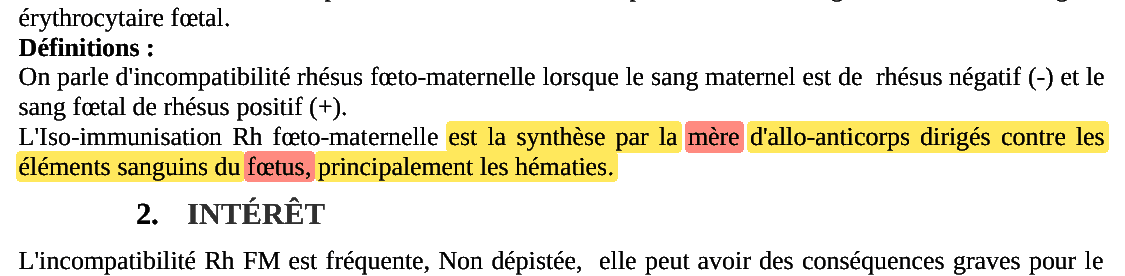 érythrocytaire fœtal.
Définitions :
On parle d'incompatibilité rhésus fœto-maternelle lorsque le sang maternel est de  rhésus négatif (-) et le
sang fœtal de rhésus positif (+).
L'Iso-immunisation Rh fœto-maternelle est la synthèse par la mère d'allo-anticorps dirigés contre les
éléments sanguins du fœtus, principalement les hématies.
2. INTÉRÊT
L'incompatibilité Rh FM est fréquente, Non dépistée,  elle peut avoir des conséquences graves pour le